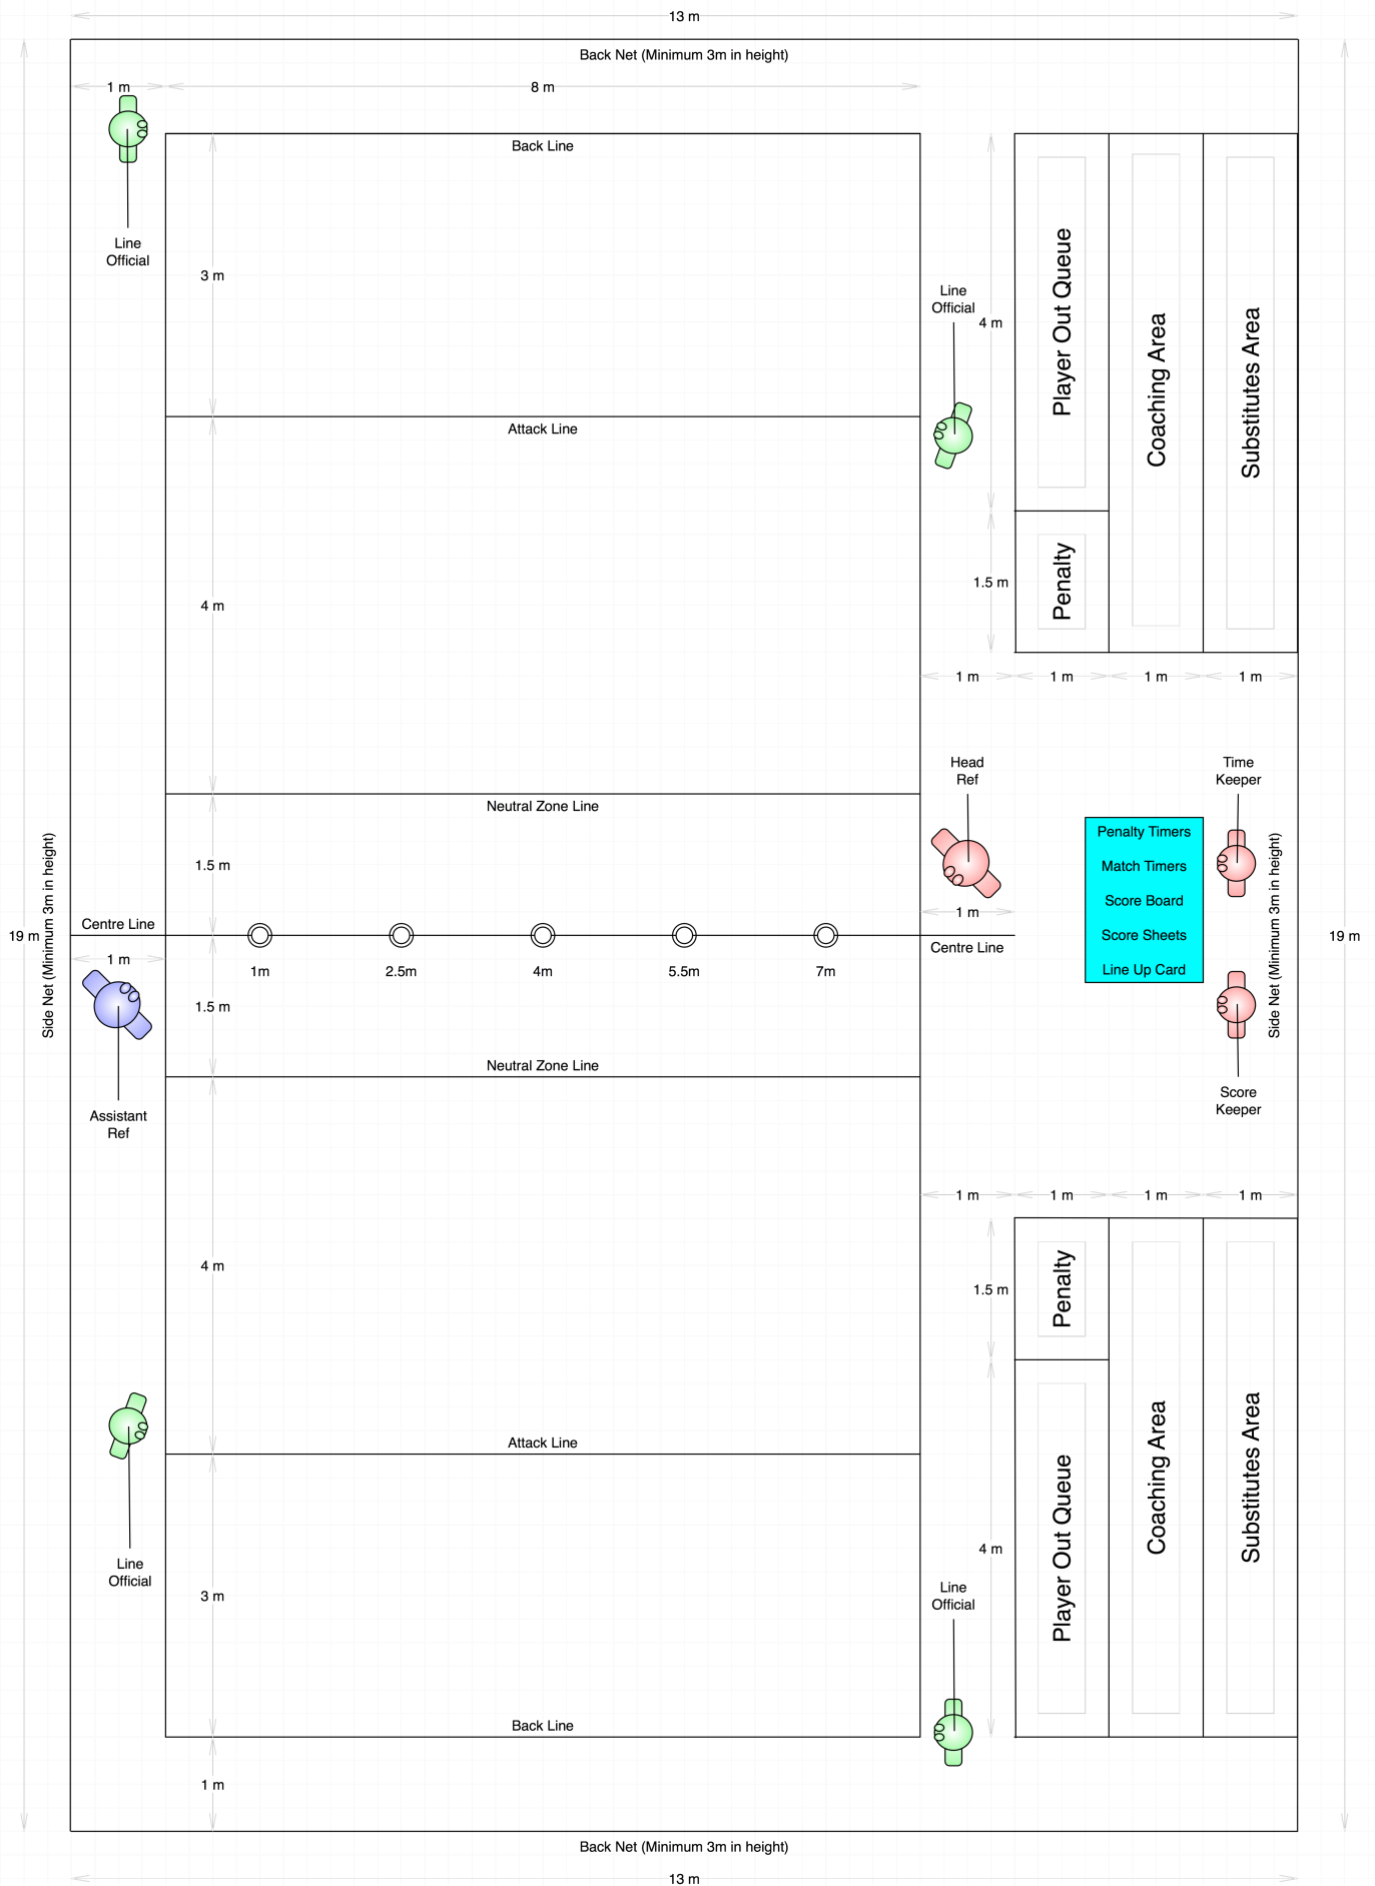 13 m
Back Net (Minimum 3m in height)
1 m
8 m
Back Line
Line
Official
3 m
Line
Official
4 m
Player Out Queue
Coaching Area
Substitutes Area
Attack Line
Penalty
1.5 m
4 m
1 m
1 m
1 m
1 m
Head
Ref
Time
Keeper
Neutral Zone Line
Penalty Timers
Match Timers
Score Board
Score Sheets
Line Up Card
1.5 m
1 m
Side Net (Minimum 3m in height)
Side Net (Minimum 3m in height)
Centre Line
19 m
19 m
Centre Line
1 m
1m
2.5m
4m
5.5m
7m
1.5 m
Neutral Zone Line
Score
Keeper
Assistant
Ref
1 m
1 m
1 m
1 m
4 m
1.5 m
Penalty
Attack Line
Player Out Queue
Coaching Area
Substitutes Area
4 m
Line
Official
3 m
Line
Official
Back Line
1 m
Back Net (Minimum 3m in height)
13 m